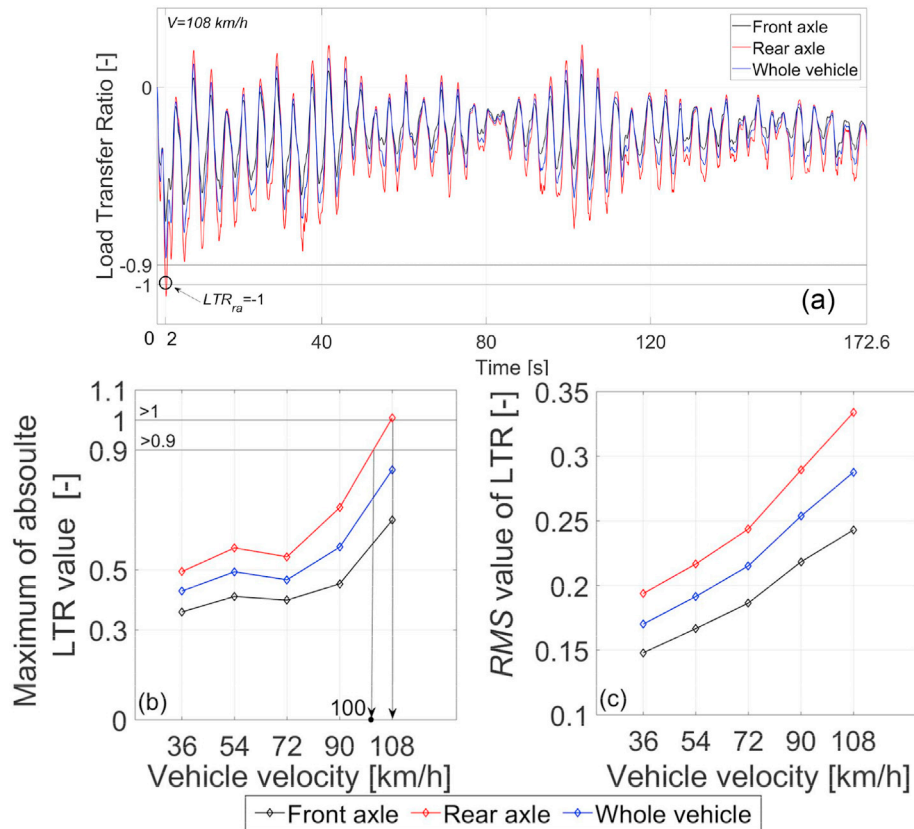 V=108 km/h
Front axle
Rear axle
Whole vehicle
Load Transfer Ratio [-]
0
-0.9
-1
LTRra=-1
(a)
0 2 40 80 120 172.6
Time [s]
Maximum of absoulte
LTR value [-]
1.1
1
0.9
0.5
0.3
0
>1
>0.9
(b)
100
36 54 72 90 108
Vehicle velocity [km/h]
RMS value of LTR [-]
0.35
0.3
0.25
0.2
0.15
0.1
(c)
36 54 72 90 108
Vehicle velocity [km/h]
Front axle Rear axle Whole vehicle